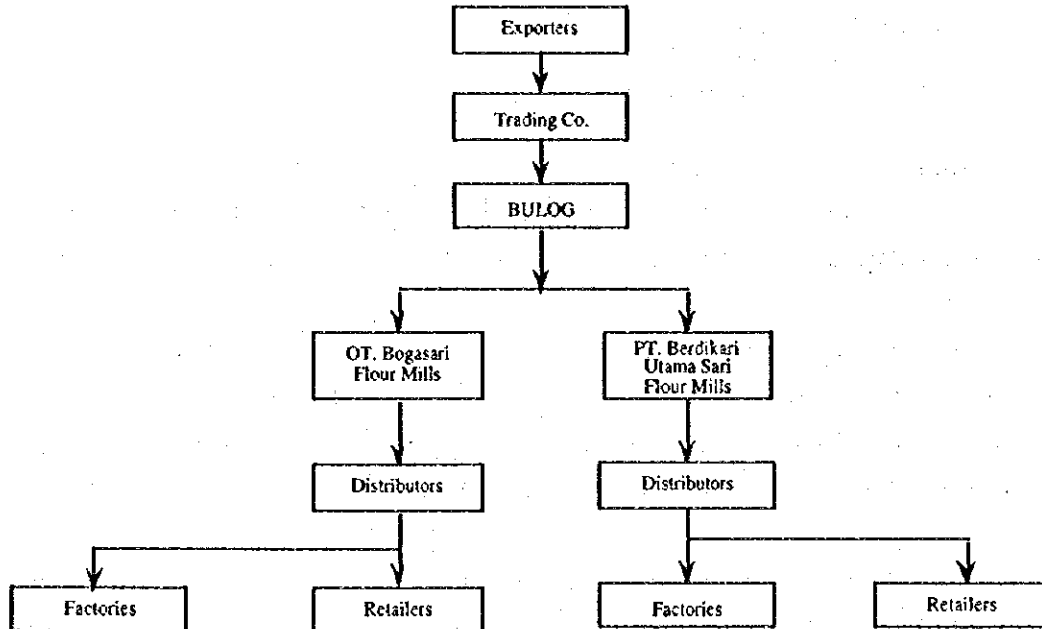 Exporters
Trading Co.
BULOG
OT. Bogasari
Flour Mills
PT. Berdikari
Utama Sari
Flour Mills
Distributors
Distributors
Factories
Retailers
Factories
Retailers